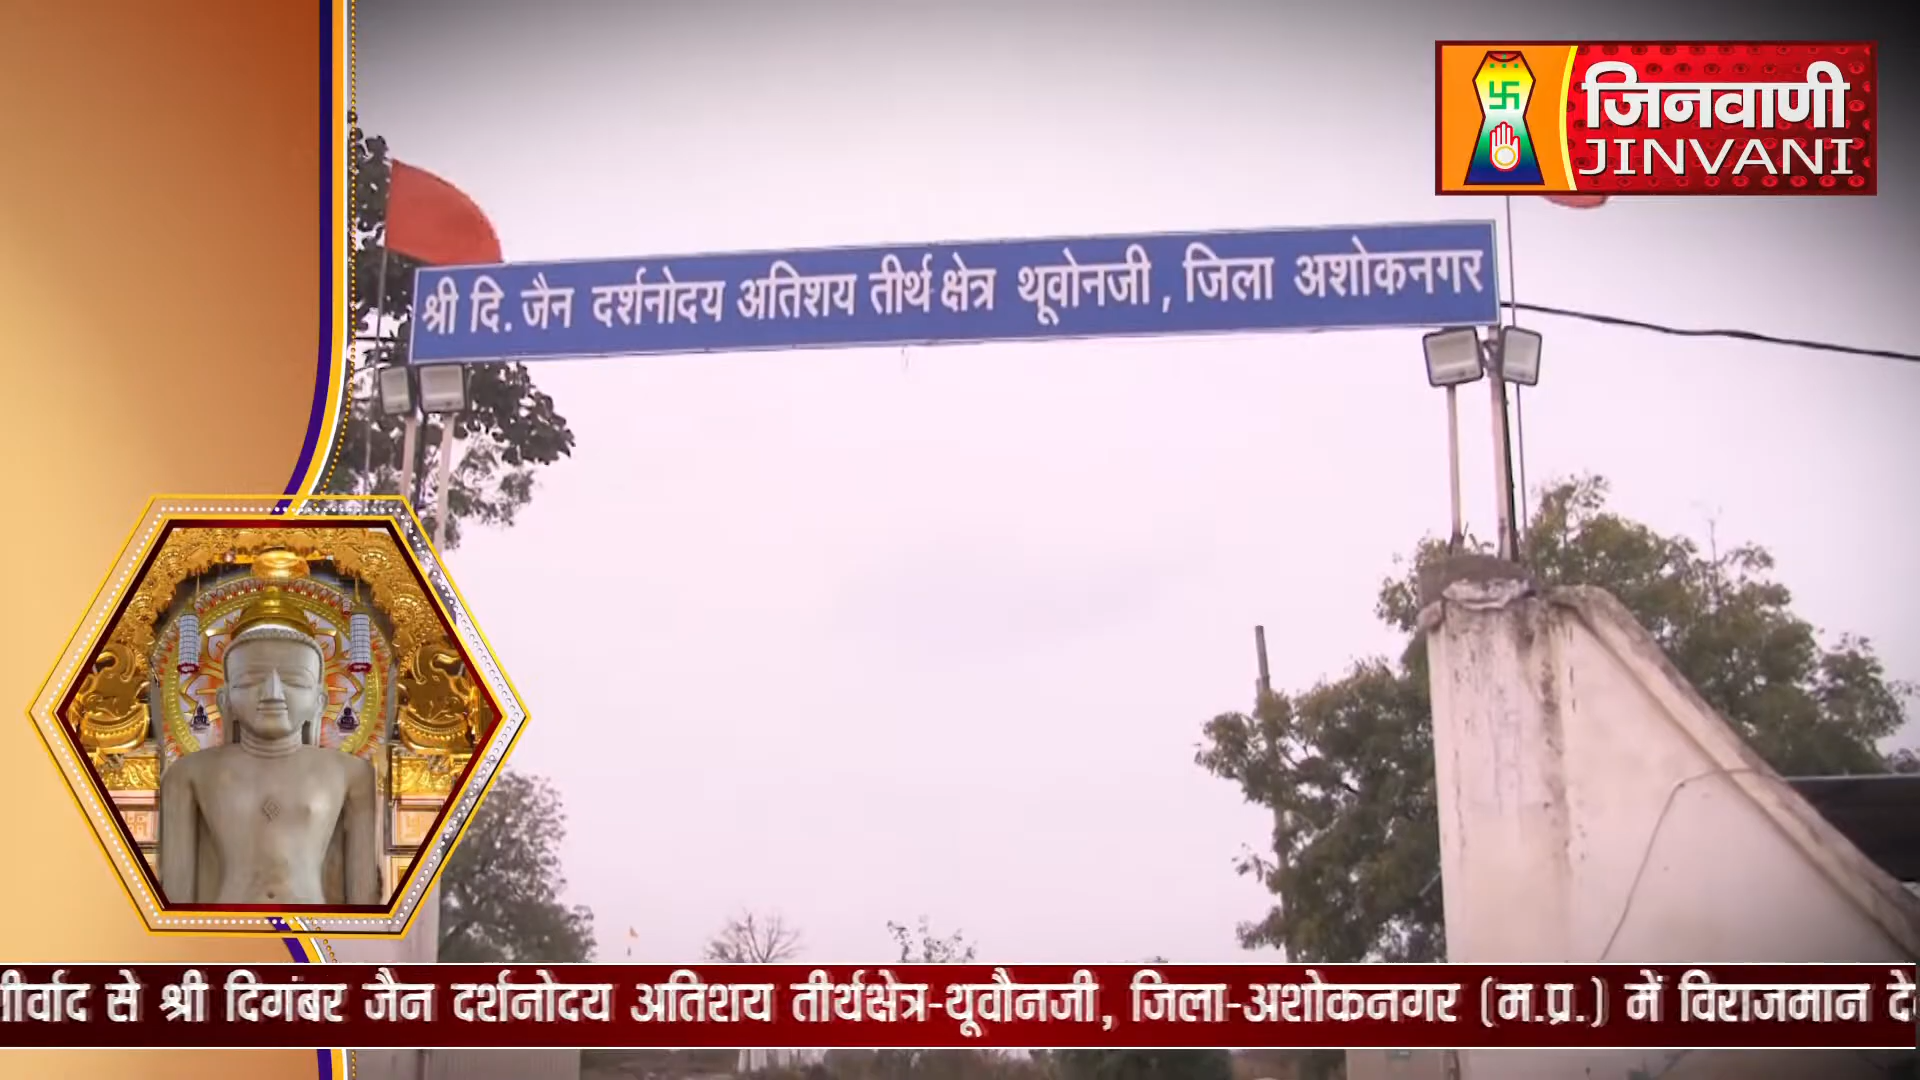 जिनवाणी
JINVANI
श्री दि. जैन दर्शनोदय अतिशय तीर्थ क्षेत्र थूवोनजी, जिला अशोकनगर
से श्री दिगंबर जैन दर्शनोदय अतिशय तीर्थक्षेत्र-थूवौनजी, जिला-अशोकनगर (म.प्र.) में विराजमान